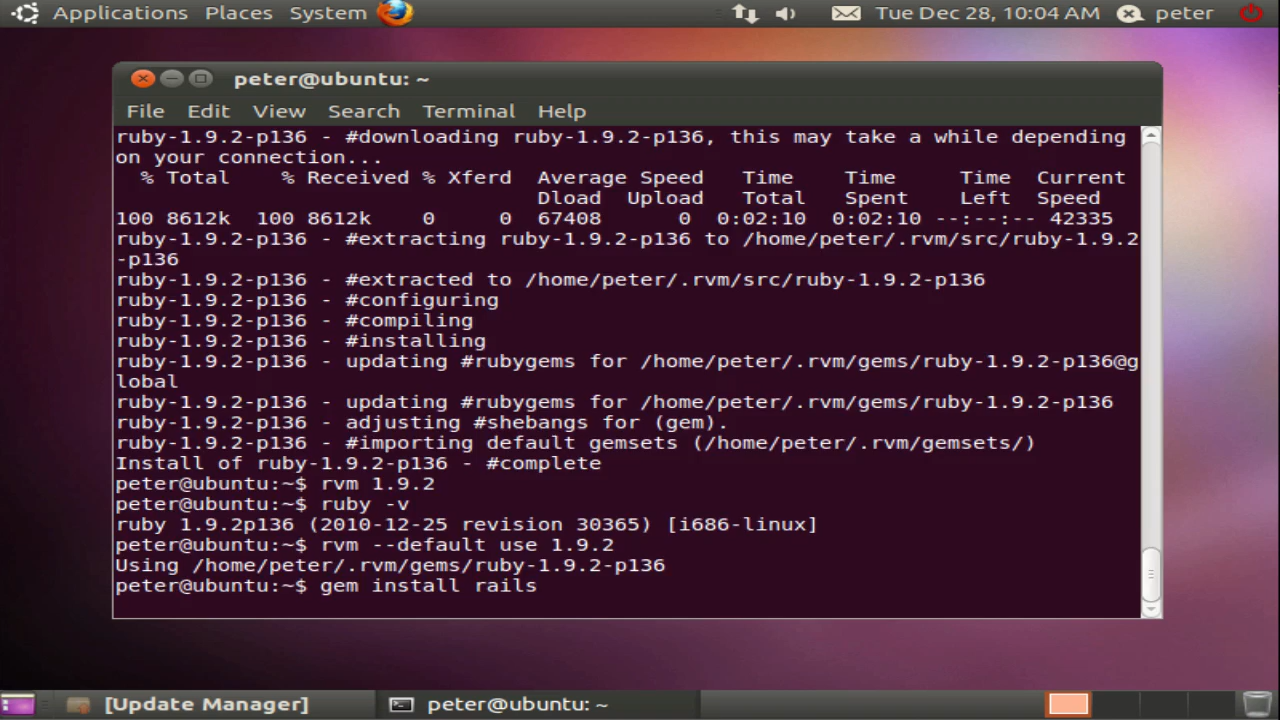 Applications Places System Tue Dec 28, 10:04 AM peter
peter@ubuntu: ~
File Edit View Search Terminal Help
ruby-1.9.2-p136 - #downloading ruby-1.9.2-p136, this may take a while depending
on your connection...
% Total % Received % Xferd Average Speed Time Time Time Current
Dload Upload Total Spent Left Speed
100 8612k 100 8612k 0 0 67408 0 0:02:10 0:02:10 --:--:-- 42335
ruby-1.9.2-p136 - #extracting ruby-1.9.2-p136 to /home/peter/.rvm/src/ruby-1.9.2
-p136
ruby-1.9.2-p136 - #extracted to /home/peter/.rvm/src/ruby-1.9.2-p136
ruby-1.9.2-p136 - #configuring
ruby-1.9.2-p136 - #compiling
ruby-1.9.2-p136 - #installing
ruby-1.9.2-p136 - updating #rubygems for /home/peter/.rvm/gems/ruby-1.9.2-p136@g
lobal
ruby-1.9.2-p136 - updating #rubygems for /home/peter/.rvm/gems/ruby-1.9.2-p136
ruby-1.9.2-p136 - adjusting #shebangs for (gem).
ruby-1.9.2-p136 - #importing default gemsets (/home/peter/.rvm/gemsets/)
Install of ruby-1.9.2-p136 - #complete
peter@ubuntu:~$ rvm 1.9.2
peter@ubuntu:~$ ruby -v
ruby 1.9.2p136 (2010-12-25 revision 30365) [i686-linux]
peter@ubuntu:~$ rvm --default use 1.9.2
Using /home/peter/.rvm/gems/ruby-1.9.2-p136
peter@ubuntu:~$ gem install rails
[Update Manager] peter@ubuntu: ~